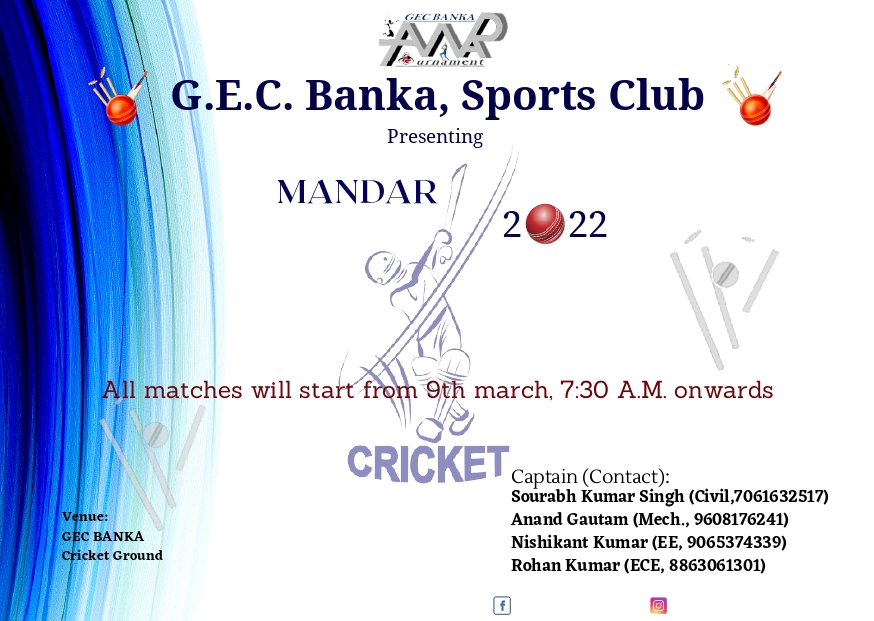 GEC BANKA
urnament
G.E.C. Banka, Sports Club
Presenting
MANDAR
2022
All matches will start from 9th march, 7:30 A.M. onwards
CRICKET
Captain (Contact):
Sourabh Kumar Singh (Civil,7061632517)
Anand Gautam (Mech., 9608176241)
Nishikant Kumar (EE, 9065374339)
Rohan Kumar (ECE, 8863061301)
Venue:
GEC BANKA
Cricket Ground